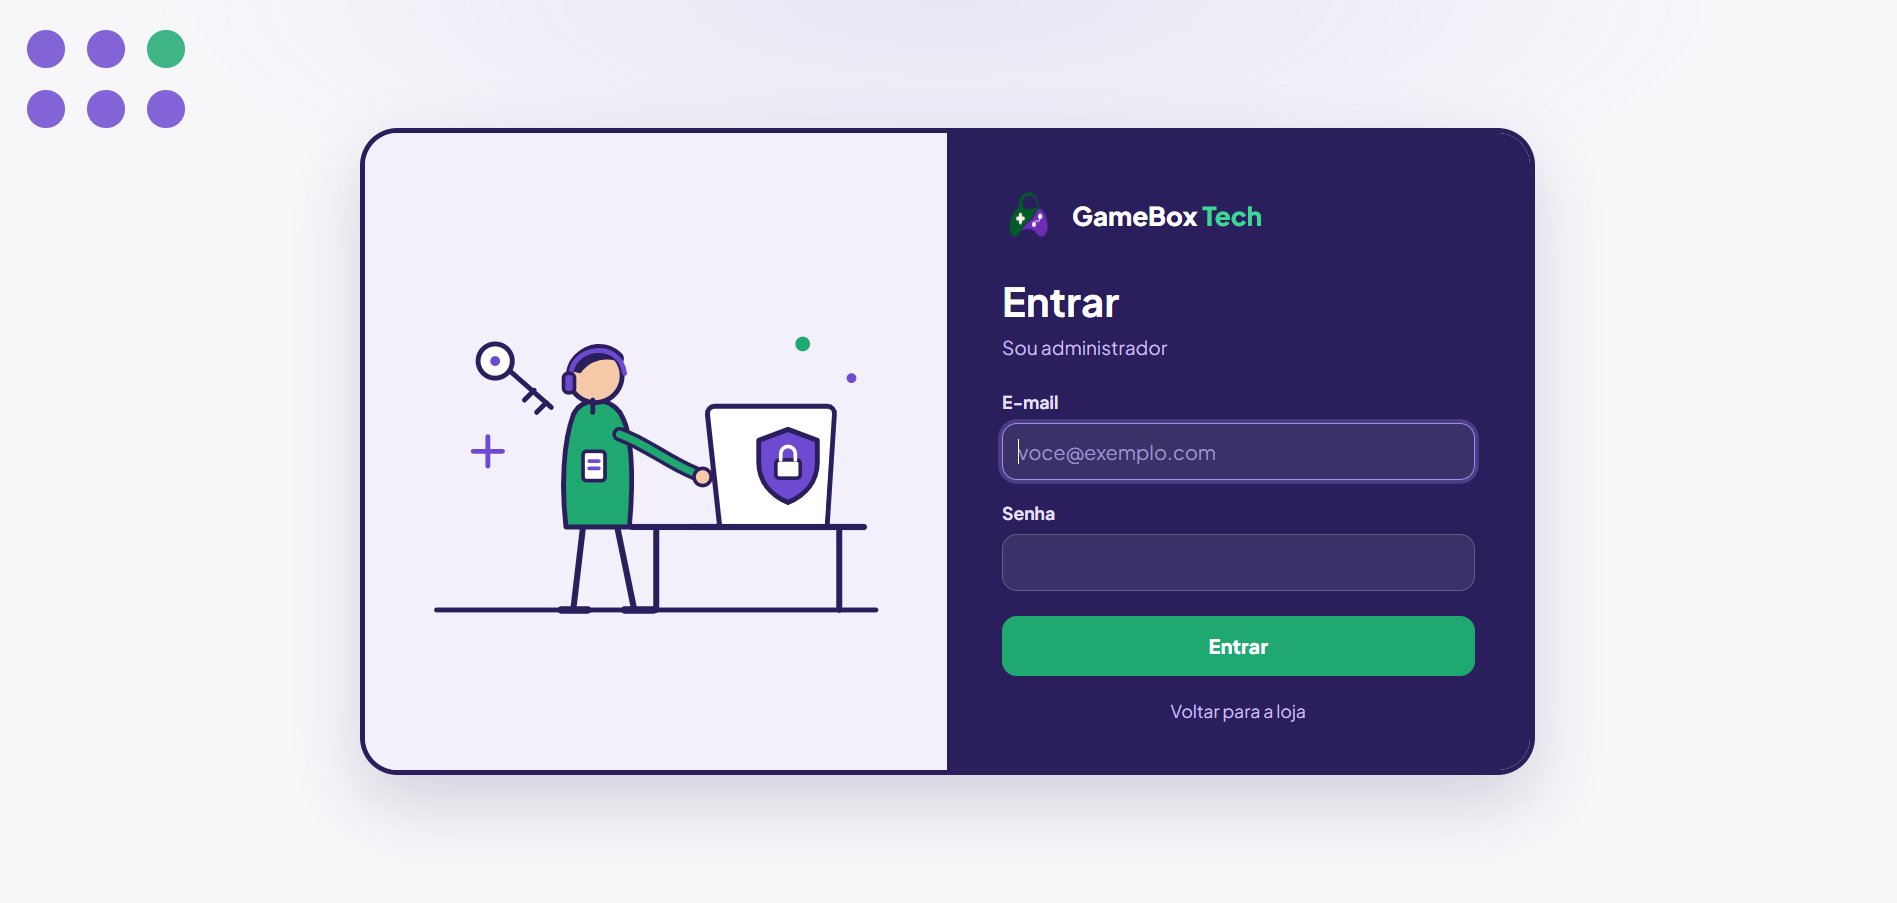 GameBox Tech
Entrar
Sou administrador
E-mail
voce@exemplo.com
Senha
Entrar
Voltar para a loja